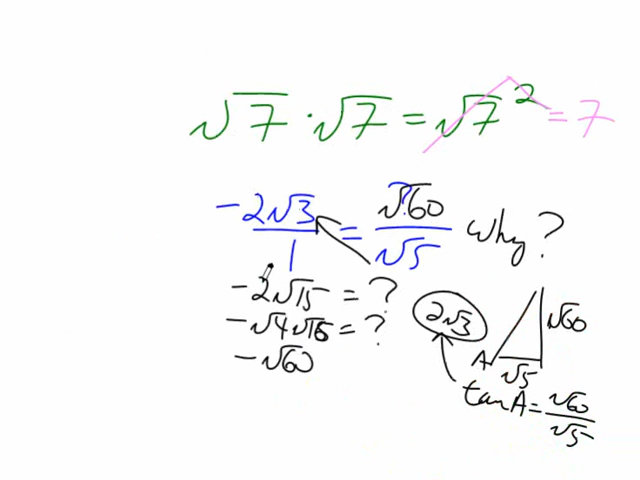 √7 · √7 = √7² = 7
-2√3/1 = √60/√5 Why?
-2√15 = ?
-√4√15 = ?
-√60
2√3
√60
A
√5
tan A = √60/√5